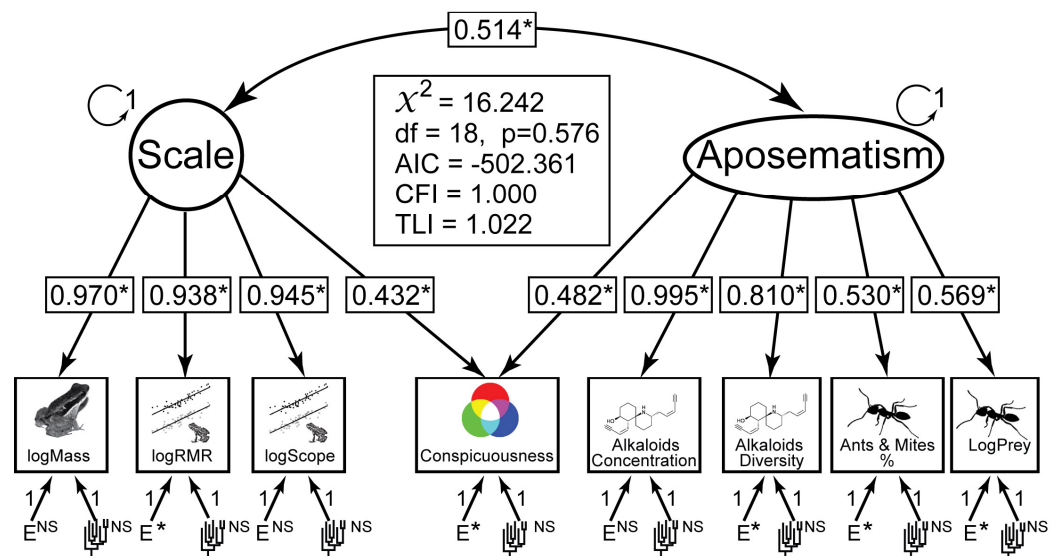 0.514*
1
1
Scale
Aposematism
χ² = 16.242
df = 18, p=0.576
AIC = -502.361
CFI = 1.000
TLI = 1.022
0.970* 0.938* 0.945* 0.432* 0.482* 0.995* 0.810* 0.530* 0.569*
HO HN
HO HN
logMass logRMR logScope Conspicuousness
Alkaloids
Concentration
Alkaloids
Diversity
Ants & Mites
%
LogPrey
1 1 1 1 1 1 1 1 1 1 1 1 1 1 1 1
E^NS NS E* NS E^NS NS E* NS E^NS NS E* NS E* NS E* NS